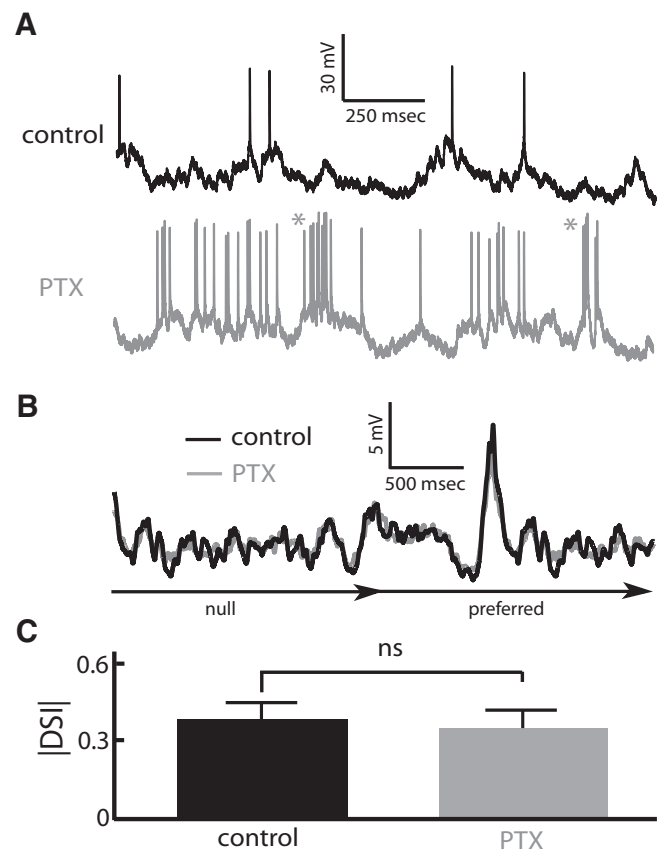 A
30 mV
250 msec
control
*
*
PTX
B
control
PTX
5 mV
500 msec
null
preferred
C
ns
|DSI|
0.6
0.3
0
control
PTX